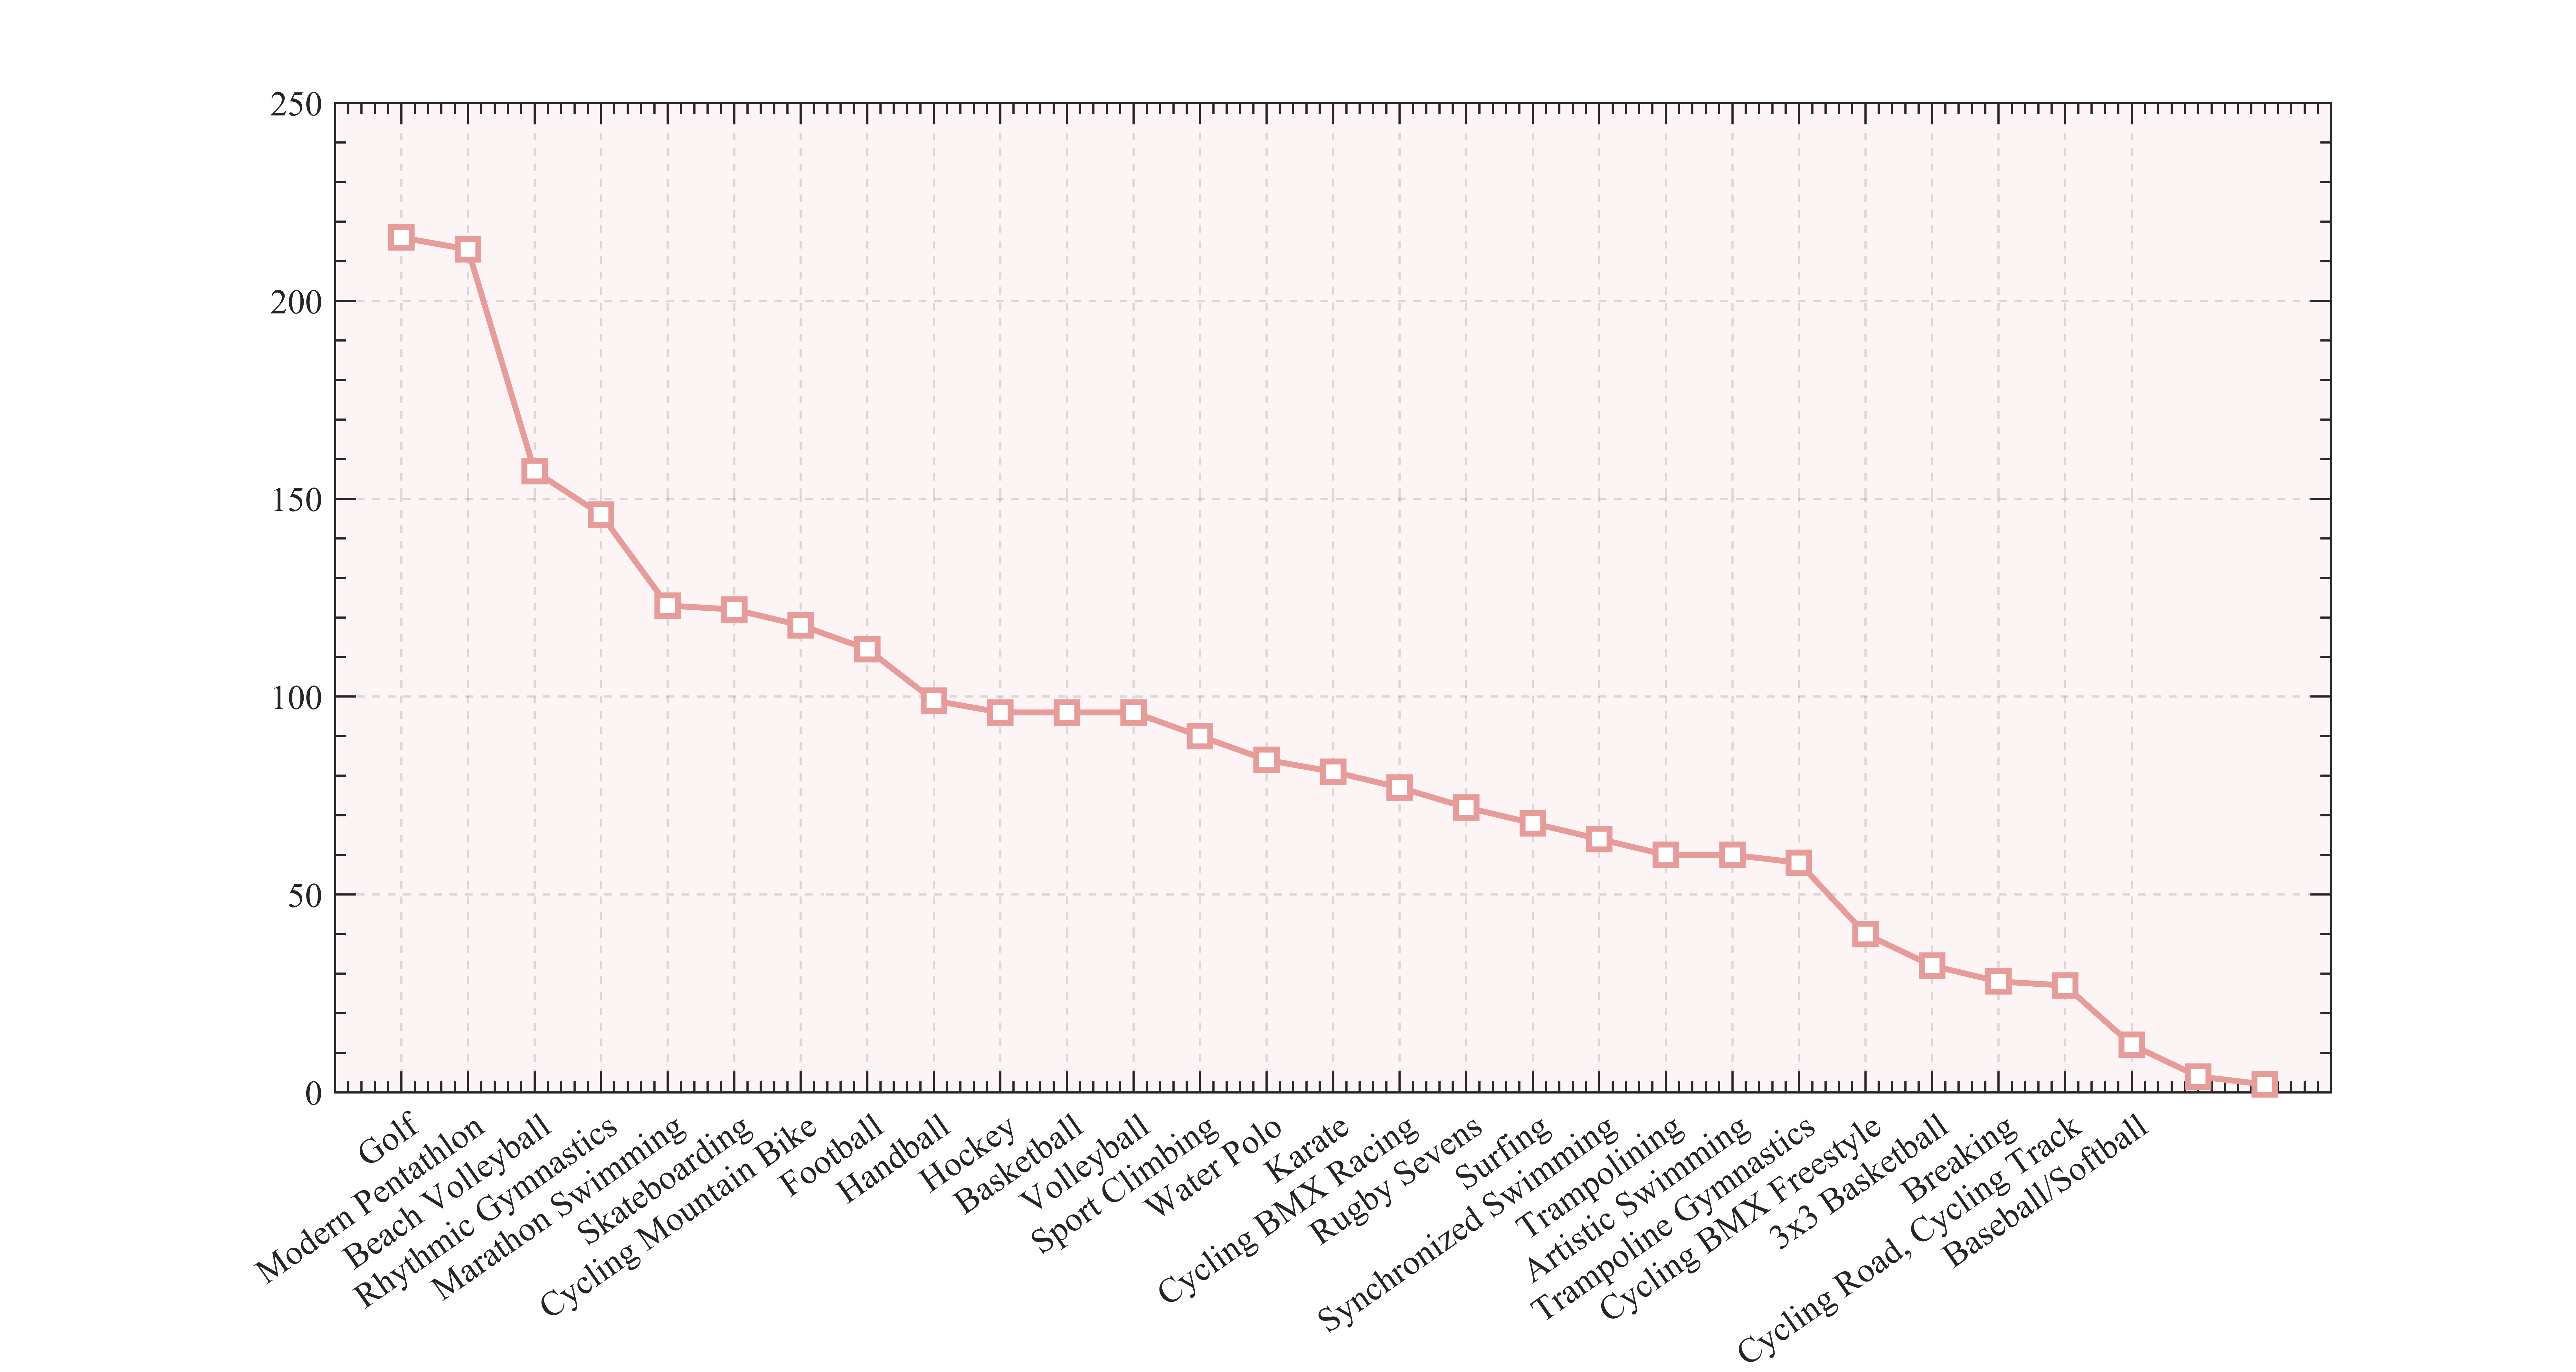 250
200
150
100
50
0
Golf
Modern Pentathlon
Beach Volleyball
Rhythmic Gymnastics
Marathon Swimming
Skateboarding
Cycling Mountain Bike
Football
Handball
Hockey
Basketball
Volleyball
Sport Climbing
Water Polo
Karate
Cycling BMX Racing
Rugby Sevens
Surfing
Synchronized Swimming
Trampolining
Artistic Swimming
Trampoline Gymnastics
Cycling BMX Freestyle
3x3 Basketball
Breaking
Cycling Road, Cycling Track
Baseball/Softball